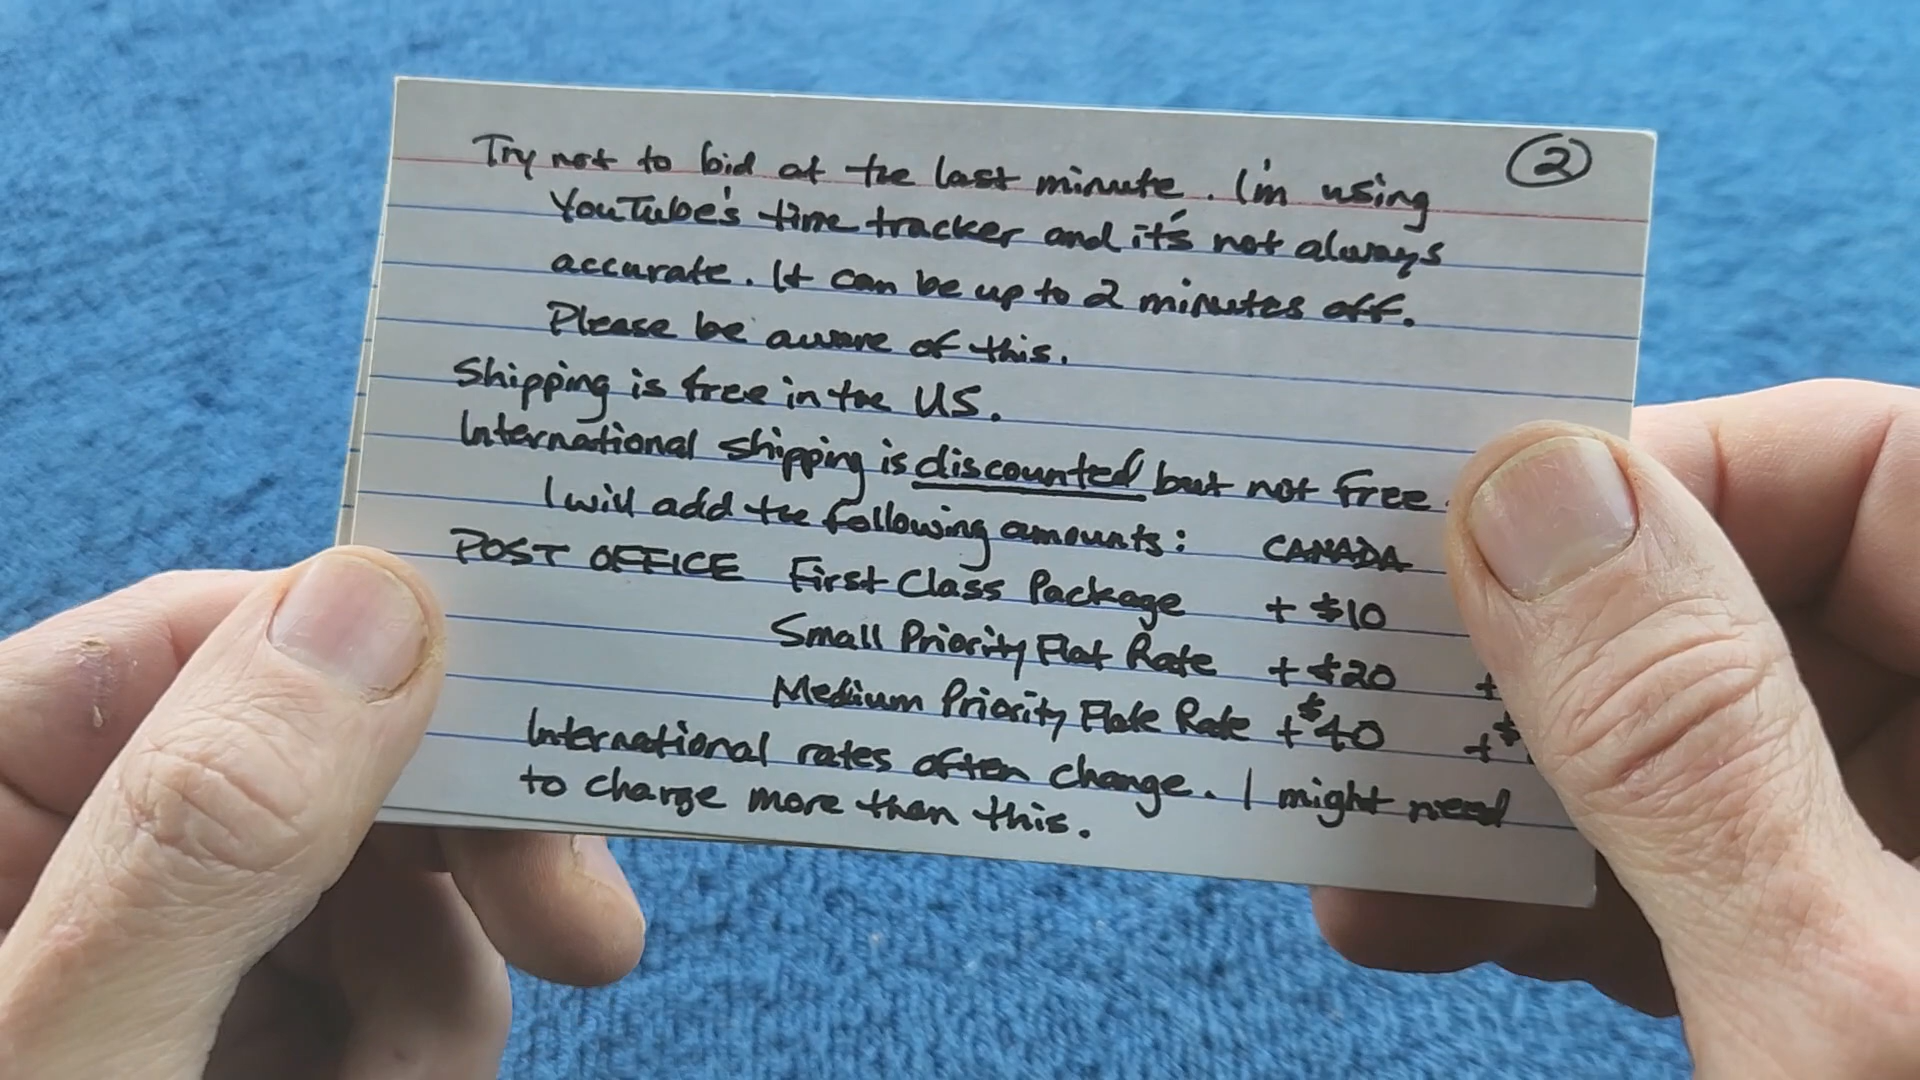 ②
Try not to bid at the last minute. I'm using
YouTube's time tracker and it's not always
accurate. It can be up to 2 minutes off.
Please be aware of this.
Shipping is free in the US.
International shipping is discounted but not free.
I will add the following amounts: CANADA
POST OFFICE First Class Package + $10
Small Priority Flat Rate + $20 +
Medium Priority Flate Rate + $40 + $
International rates often change. I might need
to charge more than this.